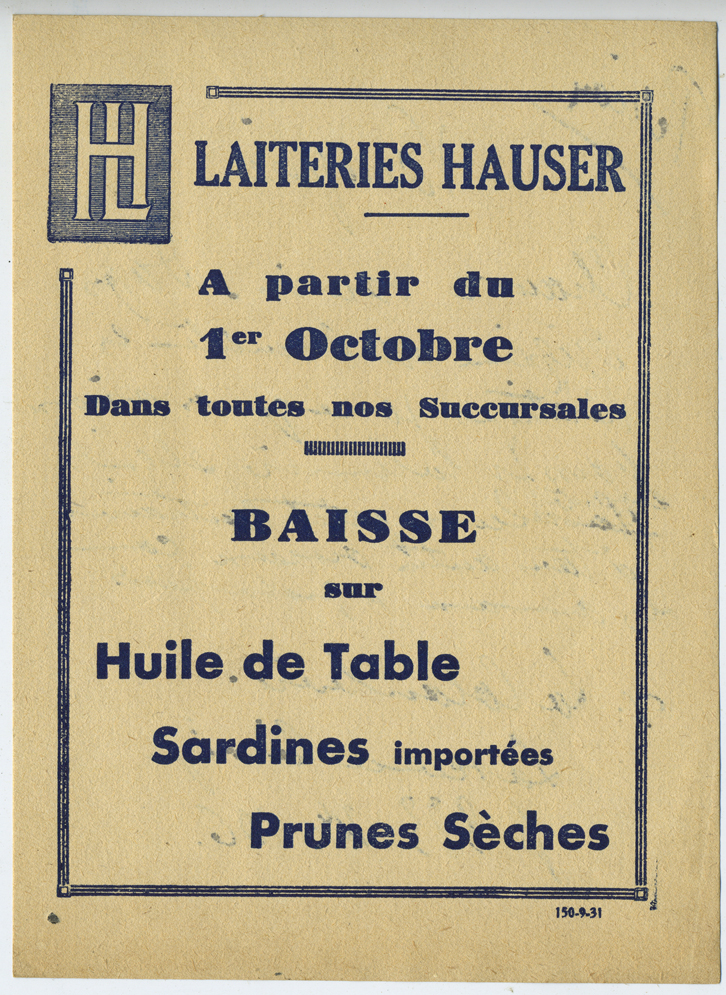 HL
LAITERIES HAUSER
A partir du
1er Octobre
Dans toutes nos Succursales
BAISSE
sur
Huile de Table
Sardines importées
Prunes Sèches
150-9-31